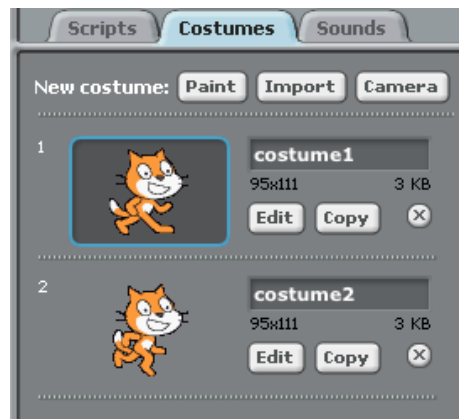 Scripts Costumes Sounds
New costume: Paint Import Camera
1
costume1
95x111 3 KB
Edit Copy
2
costume2
95x111 3 KB
Edit Copy